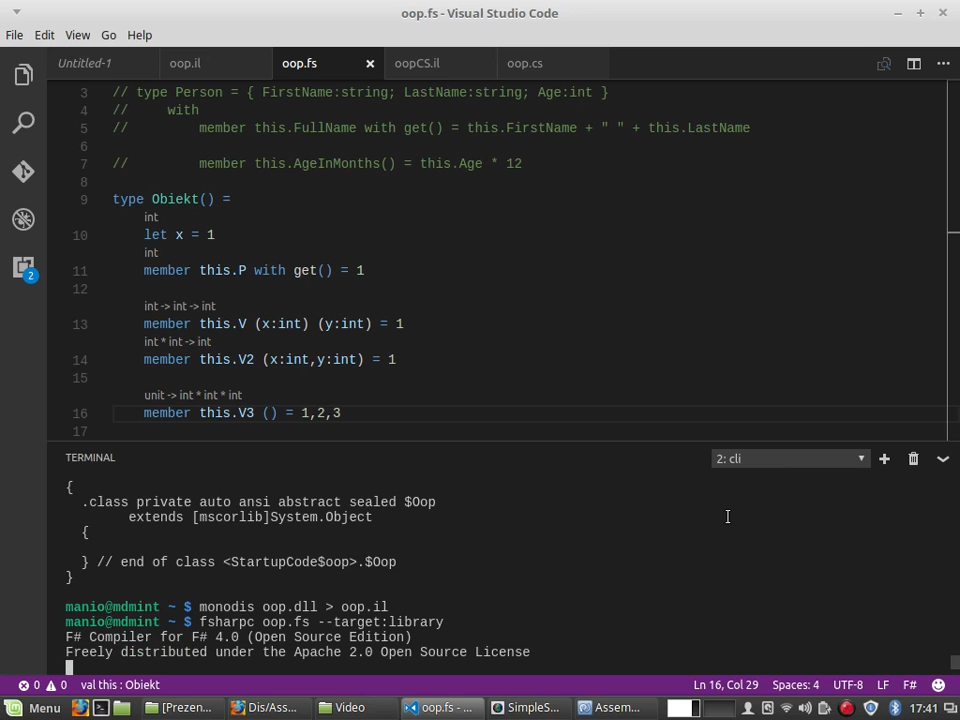 oop.fs - Visual Studio Code
File Edit View Go Help
Untitled-1 oop.il oop.fs oopCS.il oop.cs
3 // type Person = { FirstName:string; LastName:string; Age:int }
4 // with
5 // member this.FullName with get() = this.FirstName + " " + this.LastName
6
7 // member this.AgeInMonths() = this.Age * 12
8
9 type Obiekt() =
int
10 let x = 1
int
11 member this.P with get() = 1
12
int -> int -> int
13 member this.V (x:int) (y:int) = 1
int * int -> int
14 member this.V2 (x:int,y:int) = 1
15
unit -> int * int * int
16 member this.V3 () = 1,2,3
17
2
TERMINAL
2: cli
{
.class private auto ansi abstract sealed $Oop
extends [mscorlib]System.Object
{
} // end of class <StartupCode$oop>.$Oop
}
manio@mdmint ~ $ monodis oop.dll > oop.il
manio@mdmint ~ $ fsharpc oop.fs --target:library
F# Compiler for F# 4.0 (Open Source Edition)
Freely distributed under the Apache 2.0 Open Source License
0 0 val this : Obiekt Ln 16, Col 29 Spaces: 4 UTF-8 LF F#
Menu [Prezen... Dis/Ass... Video oop.fs -... SimpleS... Assem... 17:41